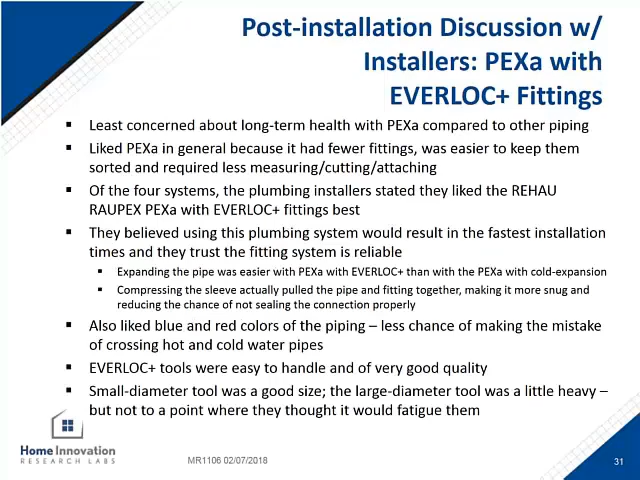 Post-installation Discussion w/
Installers: PEXa with
EVERLOC+ Fittings
▪ Least concerned about long-term health with PEXa compared to other piping
▪ Liked PEXa in general because it had fewer fittings, was easier to keep them
sorted and required less measuring/cutting/attaching
▪ Of the four systems, the plumbing installers stated they liked the REHAU
RAUPEX PEXa with EVERLOC+ fittings best
▪ They believed using this plumbing system would result in the fastest installation
times and they trust the fitting system is reliable
▪ Expanding the pipe was easier with PEXa with EVERLOC+ than with the PEXa with cold-expansion
▪ Compressing the sleeve actually pulled the pipe and fitting together, making it more snug and
reducing the chance of not sealing the connection properly
▪ Also liked blue and red colors of the piping – less chance of making the mistake
of crossing hot and cold water pipes
▪ EVERLOC+ tools were easy to handle and of very good quality
▪ Small-diameter tool was a good size; the large-diameter tool was a little heavy –
but not to a point where they thought it would fatigue them
Home Innovation
RESEARCH LABS
MR1106 02/07/2018
31